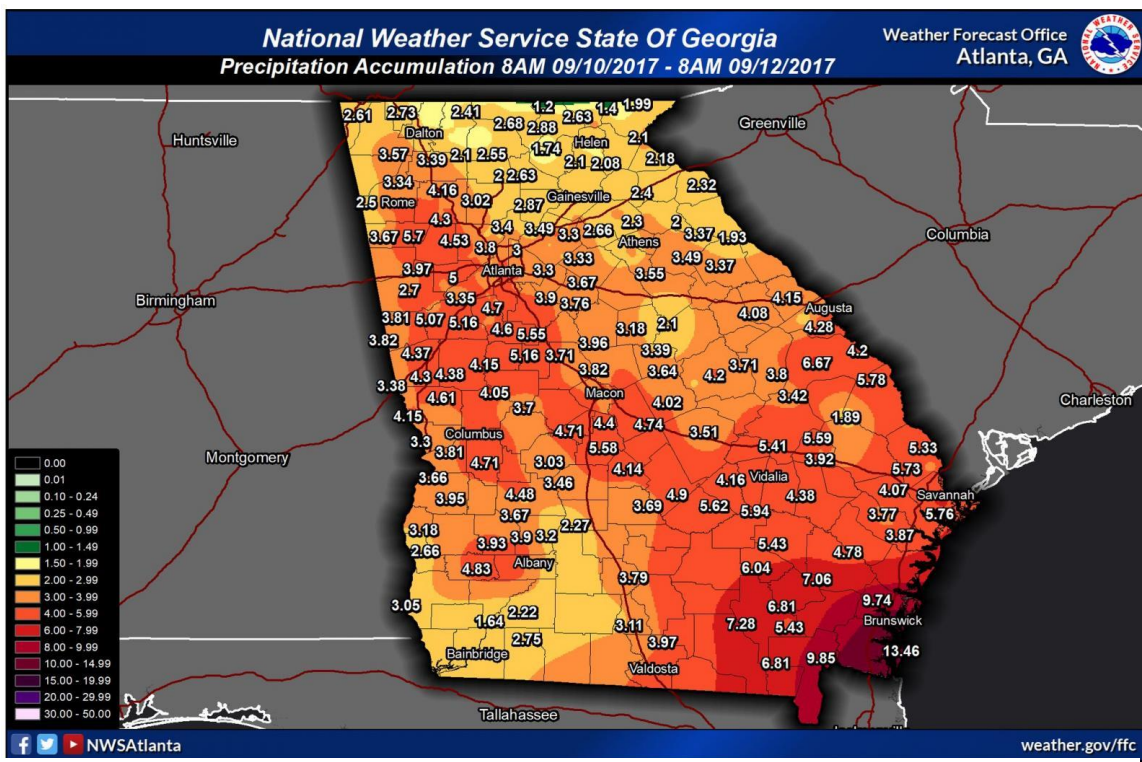 National Weather Service State Of Georgia
Precipitation Accumulation 8AM 09/10/2017 - 8AM 09/12/2017
Weather Forecast Office
Atlanta, GA
NATIONAL WEATHER SERVICE
2.61 2.73 2.41 1.2 1.4 1.99
2.68 2.88 2.63
Huntsville Dalton Helen Greenville
2.1
3.57 3.39 2.1 2.55 1.74 2.1 2.08 2.18
3.34 4.16 2 2.63 2.32
2.5 Rome 3.02 2.87 Gainesville 2.4
4.3 3.4 3.49 3.3 2.66 2.3 2
3.67 5.7 4.53 3.8 3 Athens 3.37 1.93 Columbia
3.97 5 Atlanta 3.3 3.33 3.55 3.49 3.37
2.7 3.35 3.67
Birmingham 4.7 3.9 3.76 4.08 4.15 Augusta
3.81 5.07 5.16 4.6 5.55 3.18 2.1 4.28
3.82 4.37 5.16 3.71 3.96 3.39 4.2
4.3 4.38 4.15 3.82 3.64 4.2 3.71 3.8 6.67 5.78
3.38 4.61 4.05 Macon 3.42 Charleston
4.15 3.7 4.02 1.89
3.3 Columbus 4.71 4.4 4.74 3.51 5.59
Montgomery 3.81 5.58 5.41 3.92 5.33
3.66 4.71 3.03 4.14 5.73
3.95 4.48 3.46 4.9 4.16 Vidalia 4.38 4.07 Savannah
3.67 3.69 5.62 5.94 3.77 5.76
3.18 3.93 3.9 3.2 2.27 3.87
2.66 4.83 Albany 5.43 4.78
3.79 6.04 7.06
3.05 2.22 6.81 9.74
1.64 3.11 7.28 5.43 Brunswick
Bainbridge 2.75 3.97 13.46
Valdosta 6.81 9.85
Tallahassee
0.00
0.01
0.10 - 0.24
0.25 - 0.49
0.50 - 0.99
1.00 - 1.49
1.50 - 1.99
2.00 - 2.99
3.00 - 3.99
4.00 - 5.99
6.00 - 7.99
8.00 - 9.99
10.00 - 14.99
15.00 - 19.99
20.00 - 29.99
30.00 - 50.00
NWSAtlanta
weather.gov/ffc